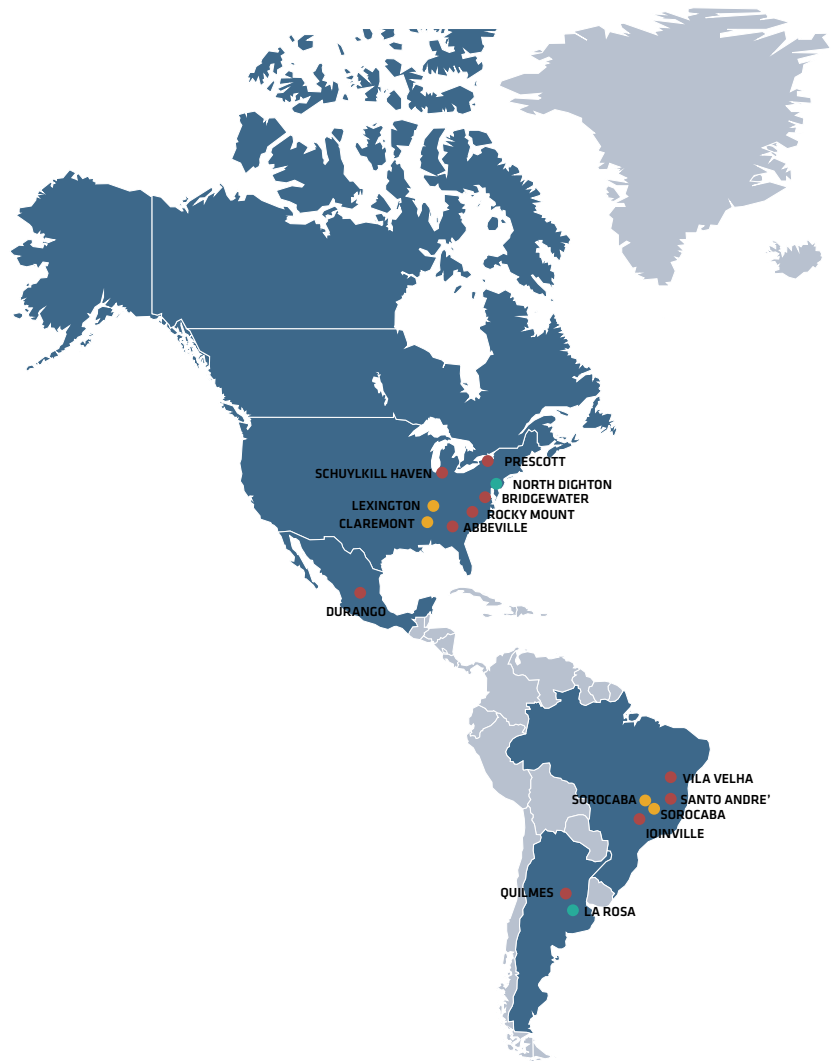 PRESCOTT
SCHUYLKILL HAVEN
NORTH DIGHTON
BRIDGEWATER
LEXINGTON
ROCKY MOUNT
CLAREMONT
ABBEVILLE
DURANGO
VILA VELHA
SOROCABA
SANTO ANDRE'
SOROCABA
IOINVILLE
QUILMES
LA ROSA